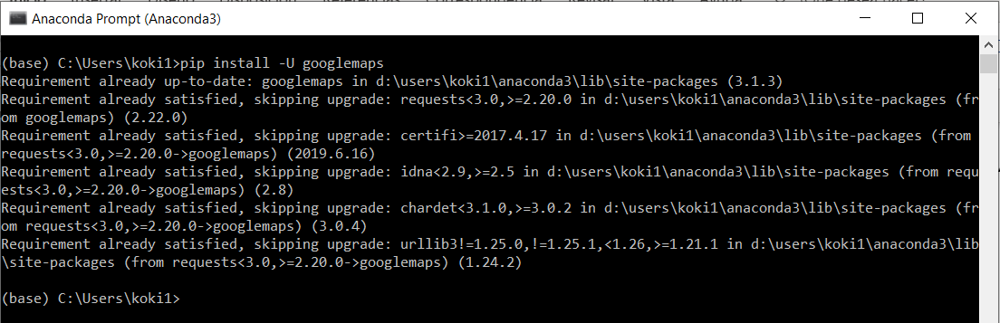 Anaconda Prompt (Anaconda3)
(base) C:\Users\koki1>pip install -U googlemaps
Requirement already up-to-date: googlemaps in d:\users\koki1\anaconda3\lib\site-packages (3.1.3)
Requirement already satisfied, skipping upgrade: requests<3.0,>=2.20.0 in d:\users\koki1\anaconda3\lib\site-packages (fr
om googlemaps) (2.22.0)
Requirement already satisfied, skipping upgrade: certifi>=2017.4.17 in d:\users\koki1\anaconda3\lib\site-packages (from
requests<3.0,>=2.20.0->googlemaps) (2019.6.16)
Requirement already satisfied, skipping upgrade: idna<2.9,>=2.5 in d:\users\koki1\anaconda3\lib\site-packages (from requ
ests<3.0,>=2.20.0->googlemaps) (2.8)
Requirement already satisfied, skipping upgrade: chardet<3.1.0,>=3.0.2 in d:\users\koki1\anaconda3\lib\site-packages (fr
om requests<3.0,>=2.20.0->googlemaps) (3.0.4)
Requirement already satisfied, skipping upgrade: urllib3!=1.25.0,!=1.25.1,<1.26,>=1.21.1 in d:\users\koki1\anaconda3\lib
\site-packages (from requests<3.0,>=2.20.0->googlemaps) (1.24.2)
(base) C:\Users\koki1>